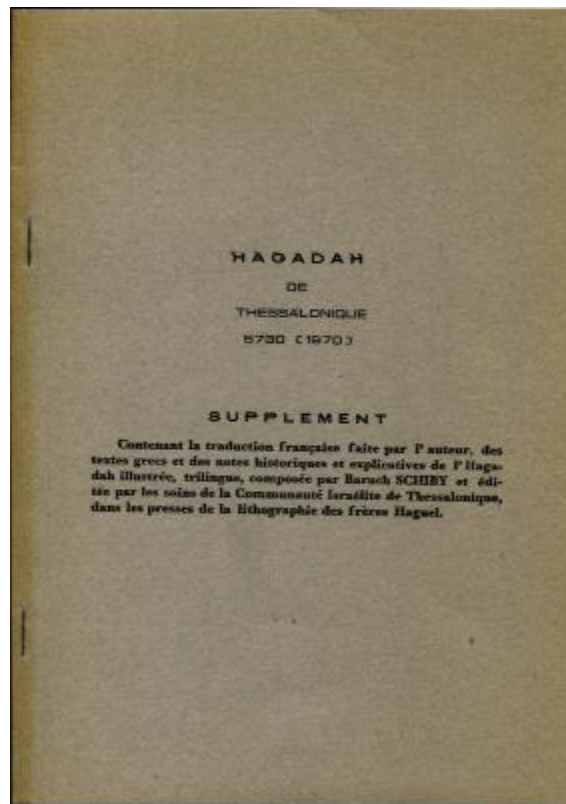 HAGADAH
DE
THESSALONIQUE
5730 (1970)
SUPPLEMENT
Contenant la traduction française faite par l'auteur, des
textes grecs et des notes historiques et explicatives de l'Haga-
dah illustrée, trilingue, composée par Baruch SCHIBY et édi-
tée par les soins de la Communauté Israélite de Thessalonique,
dans les presses de la lithographie des frères Haguel.